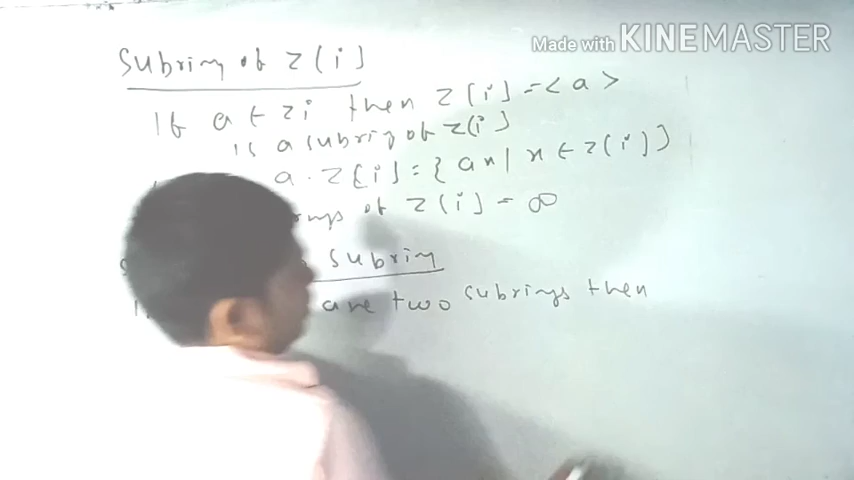 Made with KINEMASTER
Subring of Z[i]
If a ∈ Zi then Z[i] = <a>
is a subring of Z[i]
a . Z[i] = { ax | x ∈ Z[i] }
of Z[i] = ∞
subring
are two subrings then